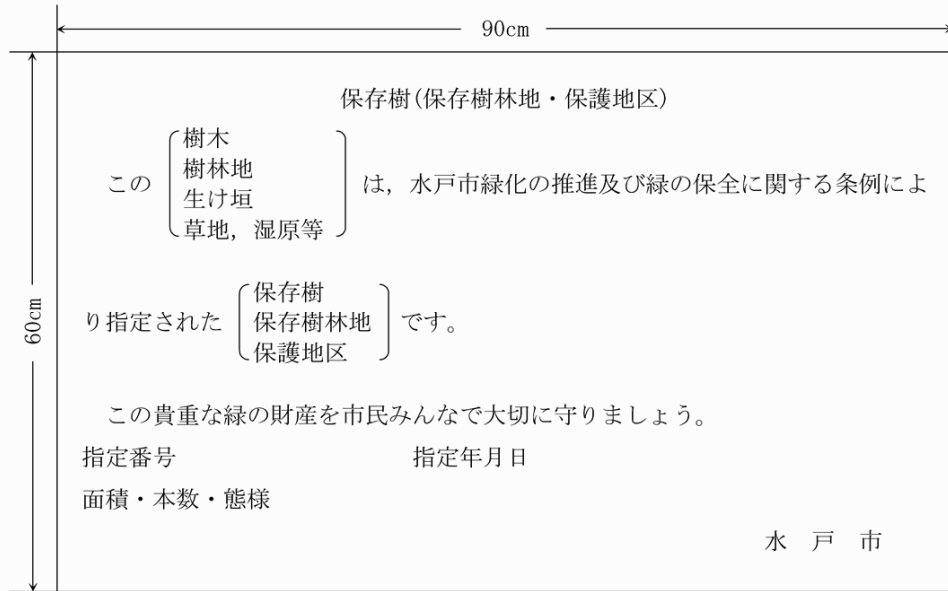 90cm
60cm
保存樹(保存樹林地・保護地区)
この
樹木
樹林地
生け垣
草地，湿原等
は，水戸市緑化の推進及び緑の保全に関する条例によ
り指定された
保存樹
保存樹林地
保護地区
です。
この貴重な緑の財産を市民みんなで大切に守りましょう。
指定番号　指定年月日
面積・本数・態様
水　戸　市